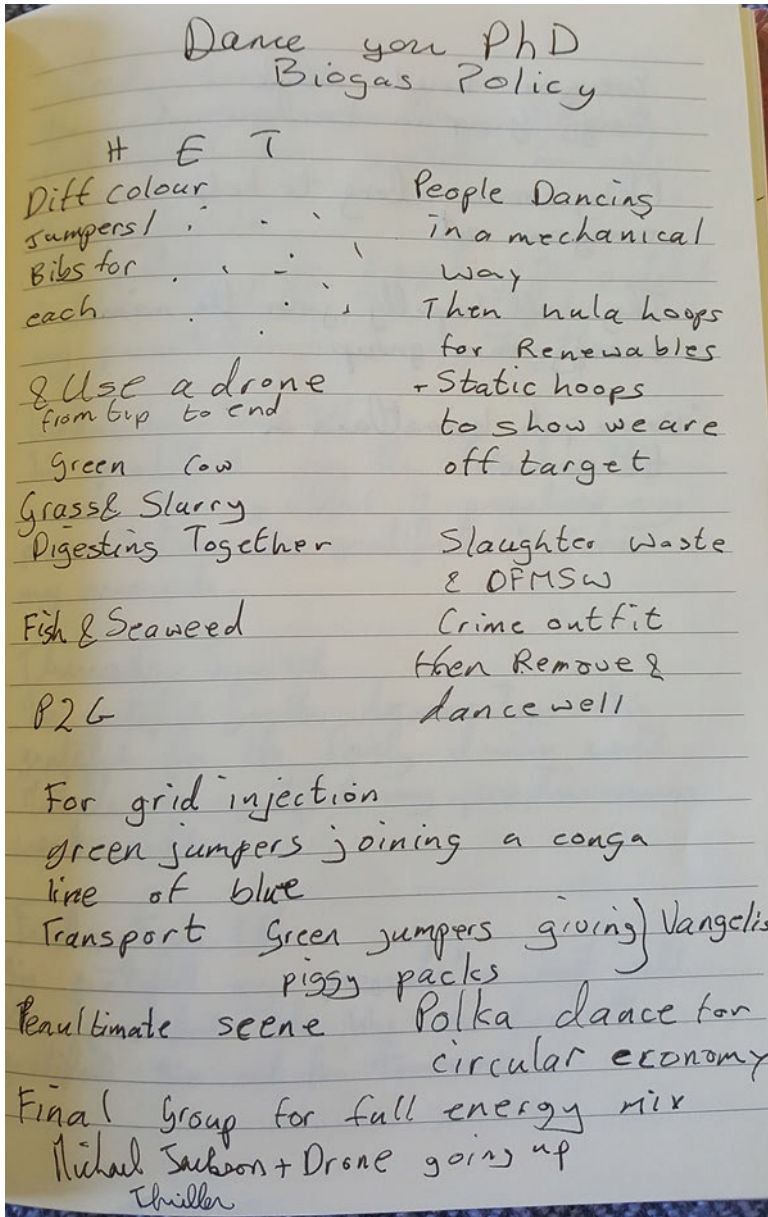 Dance you PhD
Biogas Policy
H E T
Diff colour
Jumpers/
Bibs for
each
& Use a drone
from top to end
Green Cow
Grass & Slurry
Digesting Together
Fish & Seaweed
P2G
People Dancing
in a mechanical
way
Then hula hoops
for Renewables
+ Static hoops
to show we are
off target
Slaughter Waste
& OFMSW
Crime outfit
then Remove &
dance well
For grid injection
green jumpers joining a conga
line of blue
Transport Green jumpers giving } Vangelis
piggy packs
Penultimate scene Polka dance for
circular economy
Final Group for full energy mix
Michael Jackson + Drone going up
Thriller